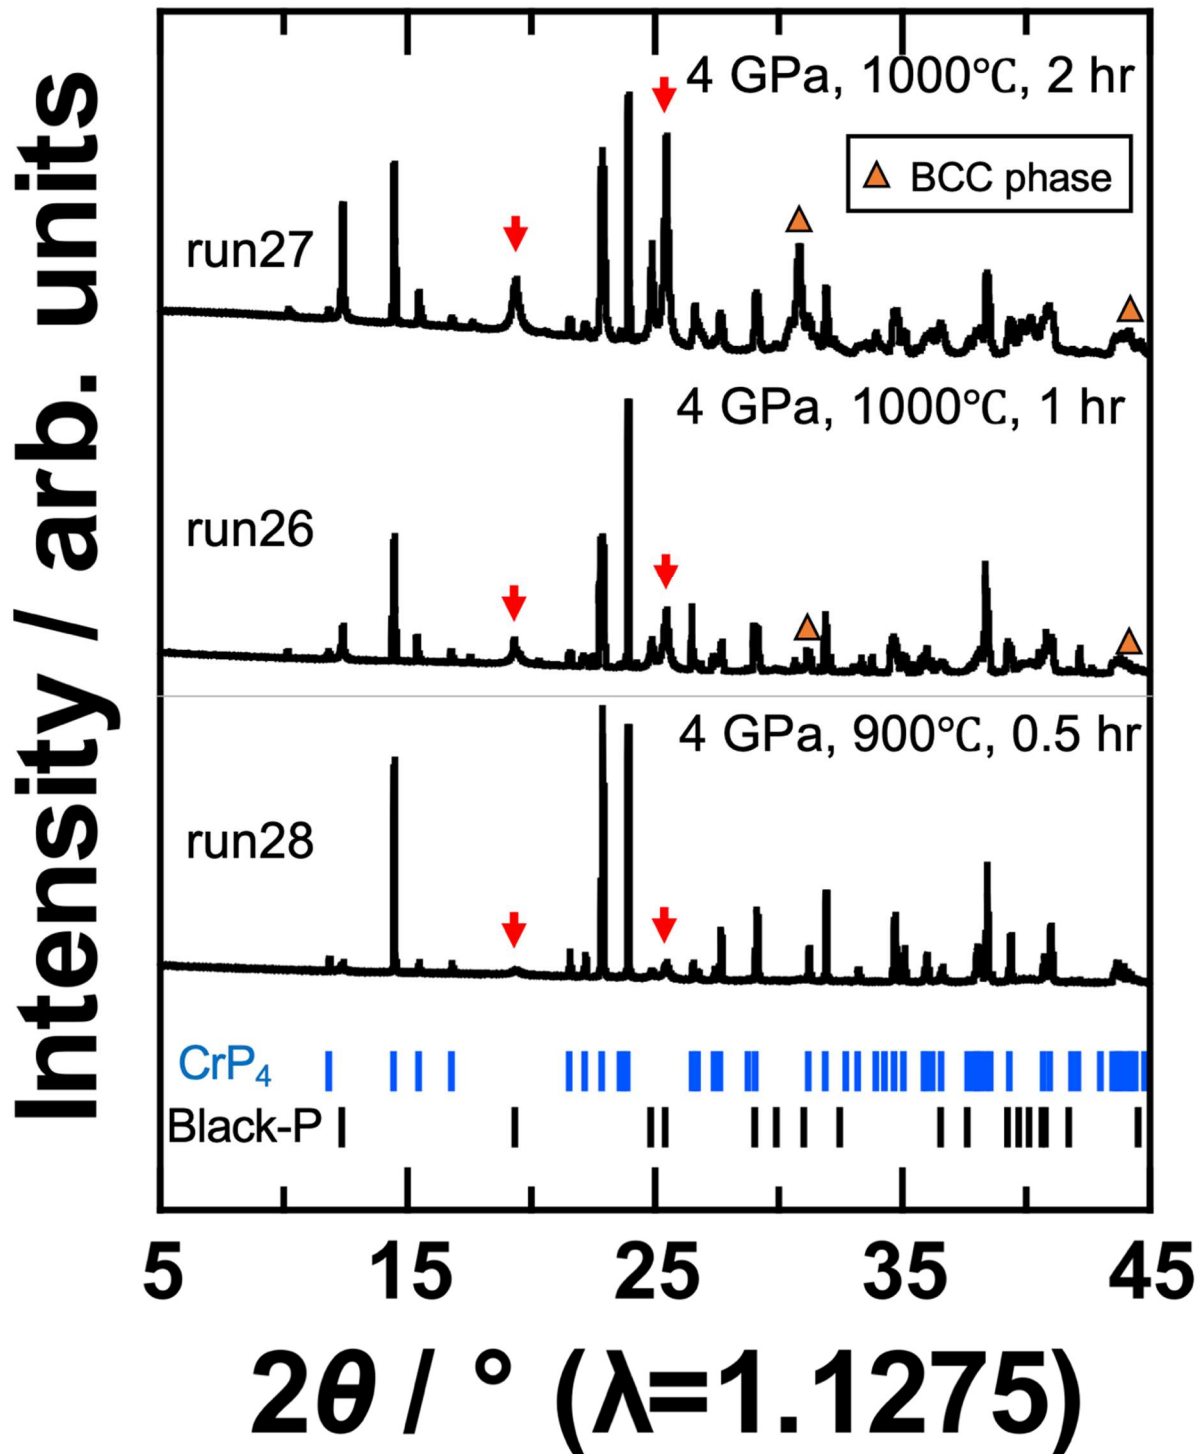 Intensity / arb. units
4 GPa, 1000℃, 2 hr
BCC phase
run27
4 GPa, 1000℃, 1 hr
run26
4 GPa, 900℃, 0.5 hr
run28
CrP₄
Black-P
5 15 25 35 45
2θ / ° (λ=1.1275)